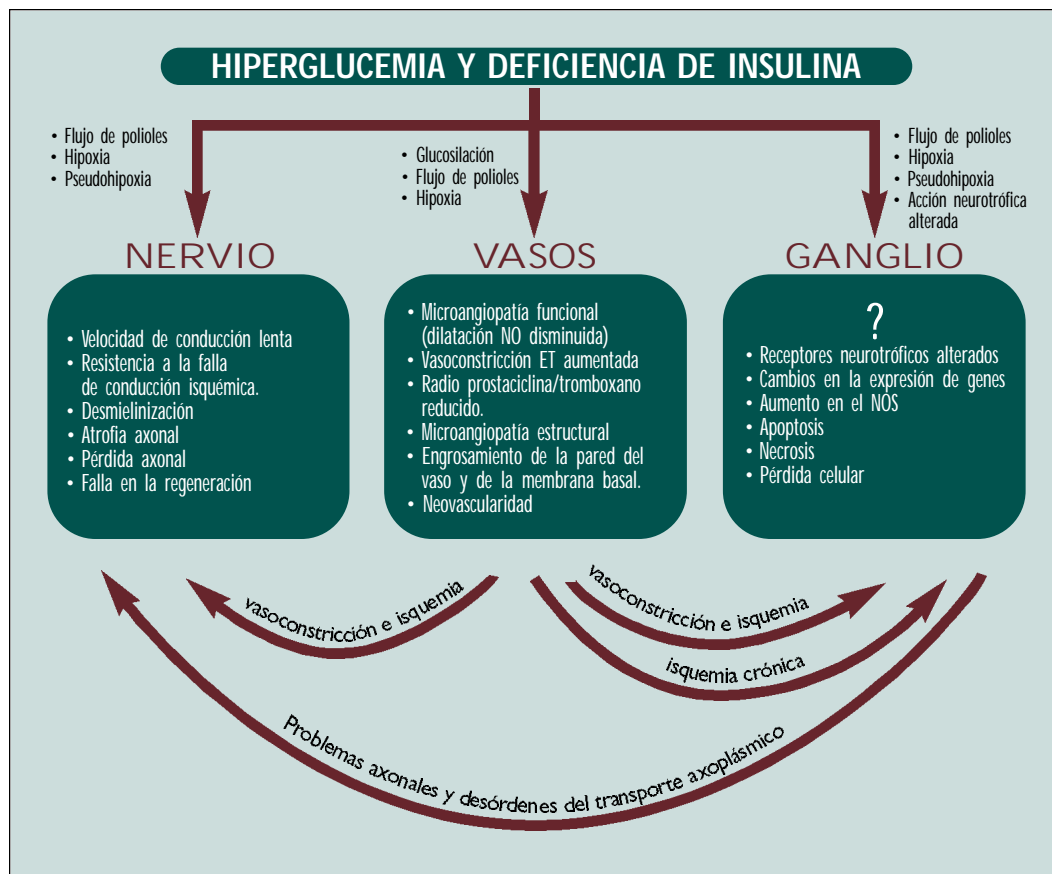 HIPERGLUCEMIA Y DEFICIENCIA DE INSULINA
• Flujo de polioles
• Hipoxia
• Pseudohipoxia
• Glucosilación
• Flujo de polioles
• Hipoxia
• Flujo de polioles
• Hipoxia
• Pseudohipoxia
• Acción neurotrófica
alterada
NERVIO
• Velocidad de conducción lenta
• Resistencia a la falla
de conducción isquémica.
• Desmielinización
• Atrofia axonal
• Pérdida axonal
• Falla en la regeneración
VASOS
• Microangiopatía funcional
(dilatación NO disminuida)
• Vasoconstricción ET aumentada
• Radio prostaciclina/tromboxano
reducido.
• Microangiopatía estructural
• Engrosamiento de la pared del
vaso y de la membrana basal.
• Neovascularidad
GANGLIO
?
• Receptores neurotróficos alterados
• Cambios en la expresión de genes
• Aumento en el NOS
• Apoptosis
• Necrosis
• Pérdida celular
vasoconstricción e isquemia
vasoconstricción e isquemia
isquemia crónica
Problemas axonales y desórdenes del transporte axoplásmico